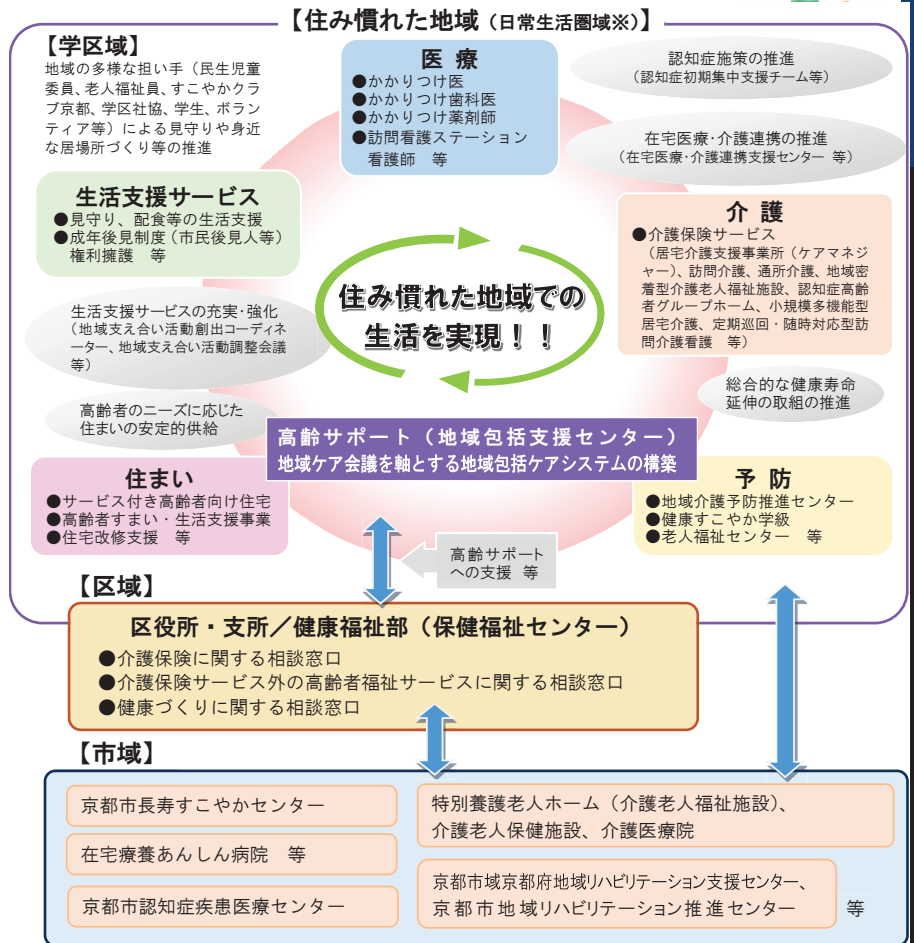 【住み慣れた地域（日常生活圏域※）】
【学区域】
地域の多様な担い手（民生児童
委員、老人福祉員、すこやかクラ
ブ京都、学区社協、学生、ボラン
ティア等）による見守りや身近
な居場所づくり等の推進
医 療
●かかりつけ医
●かかりつけ歯科医
●かかりつけ薬剤師
●訪問看護ステーション
看護師　等
認知症施策の推進
（認知症初期集中支援チーム等）
在宅医療・介護連携の推進
（在宅医療・介護連携支援センター 等）
生活支援サービス
●見守り、配食等の生活支援
●成年後見制度（市民後見人等）
権利擁護　等
介 護
●介護保険サービス
（居宅介護支援事業所（ケアマネジ
ャー）、訪問介護、通所介護、地域密
着型介護老人福祉施設、認知症高齢
者グループホーム、小規模多機能型
居宅介護、定期巡回・随時対応型訪
問介護看護　等）
住み慣れた地域での
生活を実現！！
生活支援サービスの充実・強化
（地域支え合い活動創出コーディネ
ーター、地域支え合い活動調整会議
等）
総合的な健康寿命
延伸の取組の推進
高齢者のニーズに応じた
住まいの安定的供給
高齢サポート（地域包括支援センター）
地域ケア会議を軸とする地域包括ケアシステムの構築
住まい
●サービス付き高齢者向け住宅
●高齢者すまい・生活支援事業
●住宅改修支援　等
予 防
●地域介護予防推進センター
●健康すこやか学級
●老人福祉センター　等
高齢サポート
への支援　等
【区域】
区役所・支所／健康福祉部（保健福祉センター）
●介護保険に関する相談窓口
●介護保険サービス外の高齢者福祉サービスに関する相談窓口
●健康づくりに関する相談窓口
【市域】
京都市長寿すこやかセンター
在宅療養あんしん病院　等
京都市認知症疾患医療センター
特別養護老人ホーム（介護老人福祉施設）、
介護老人保健施設、介護医療院
京都市域京都府地域リハビリテーション支援センター、
京都市地域リハビリテーション推進センター
等